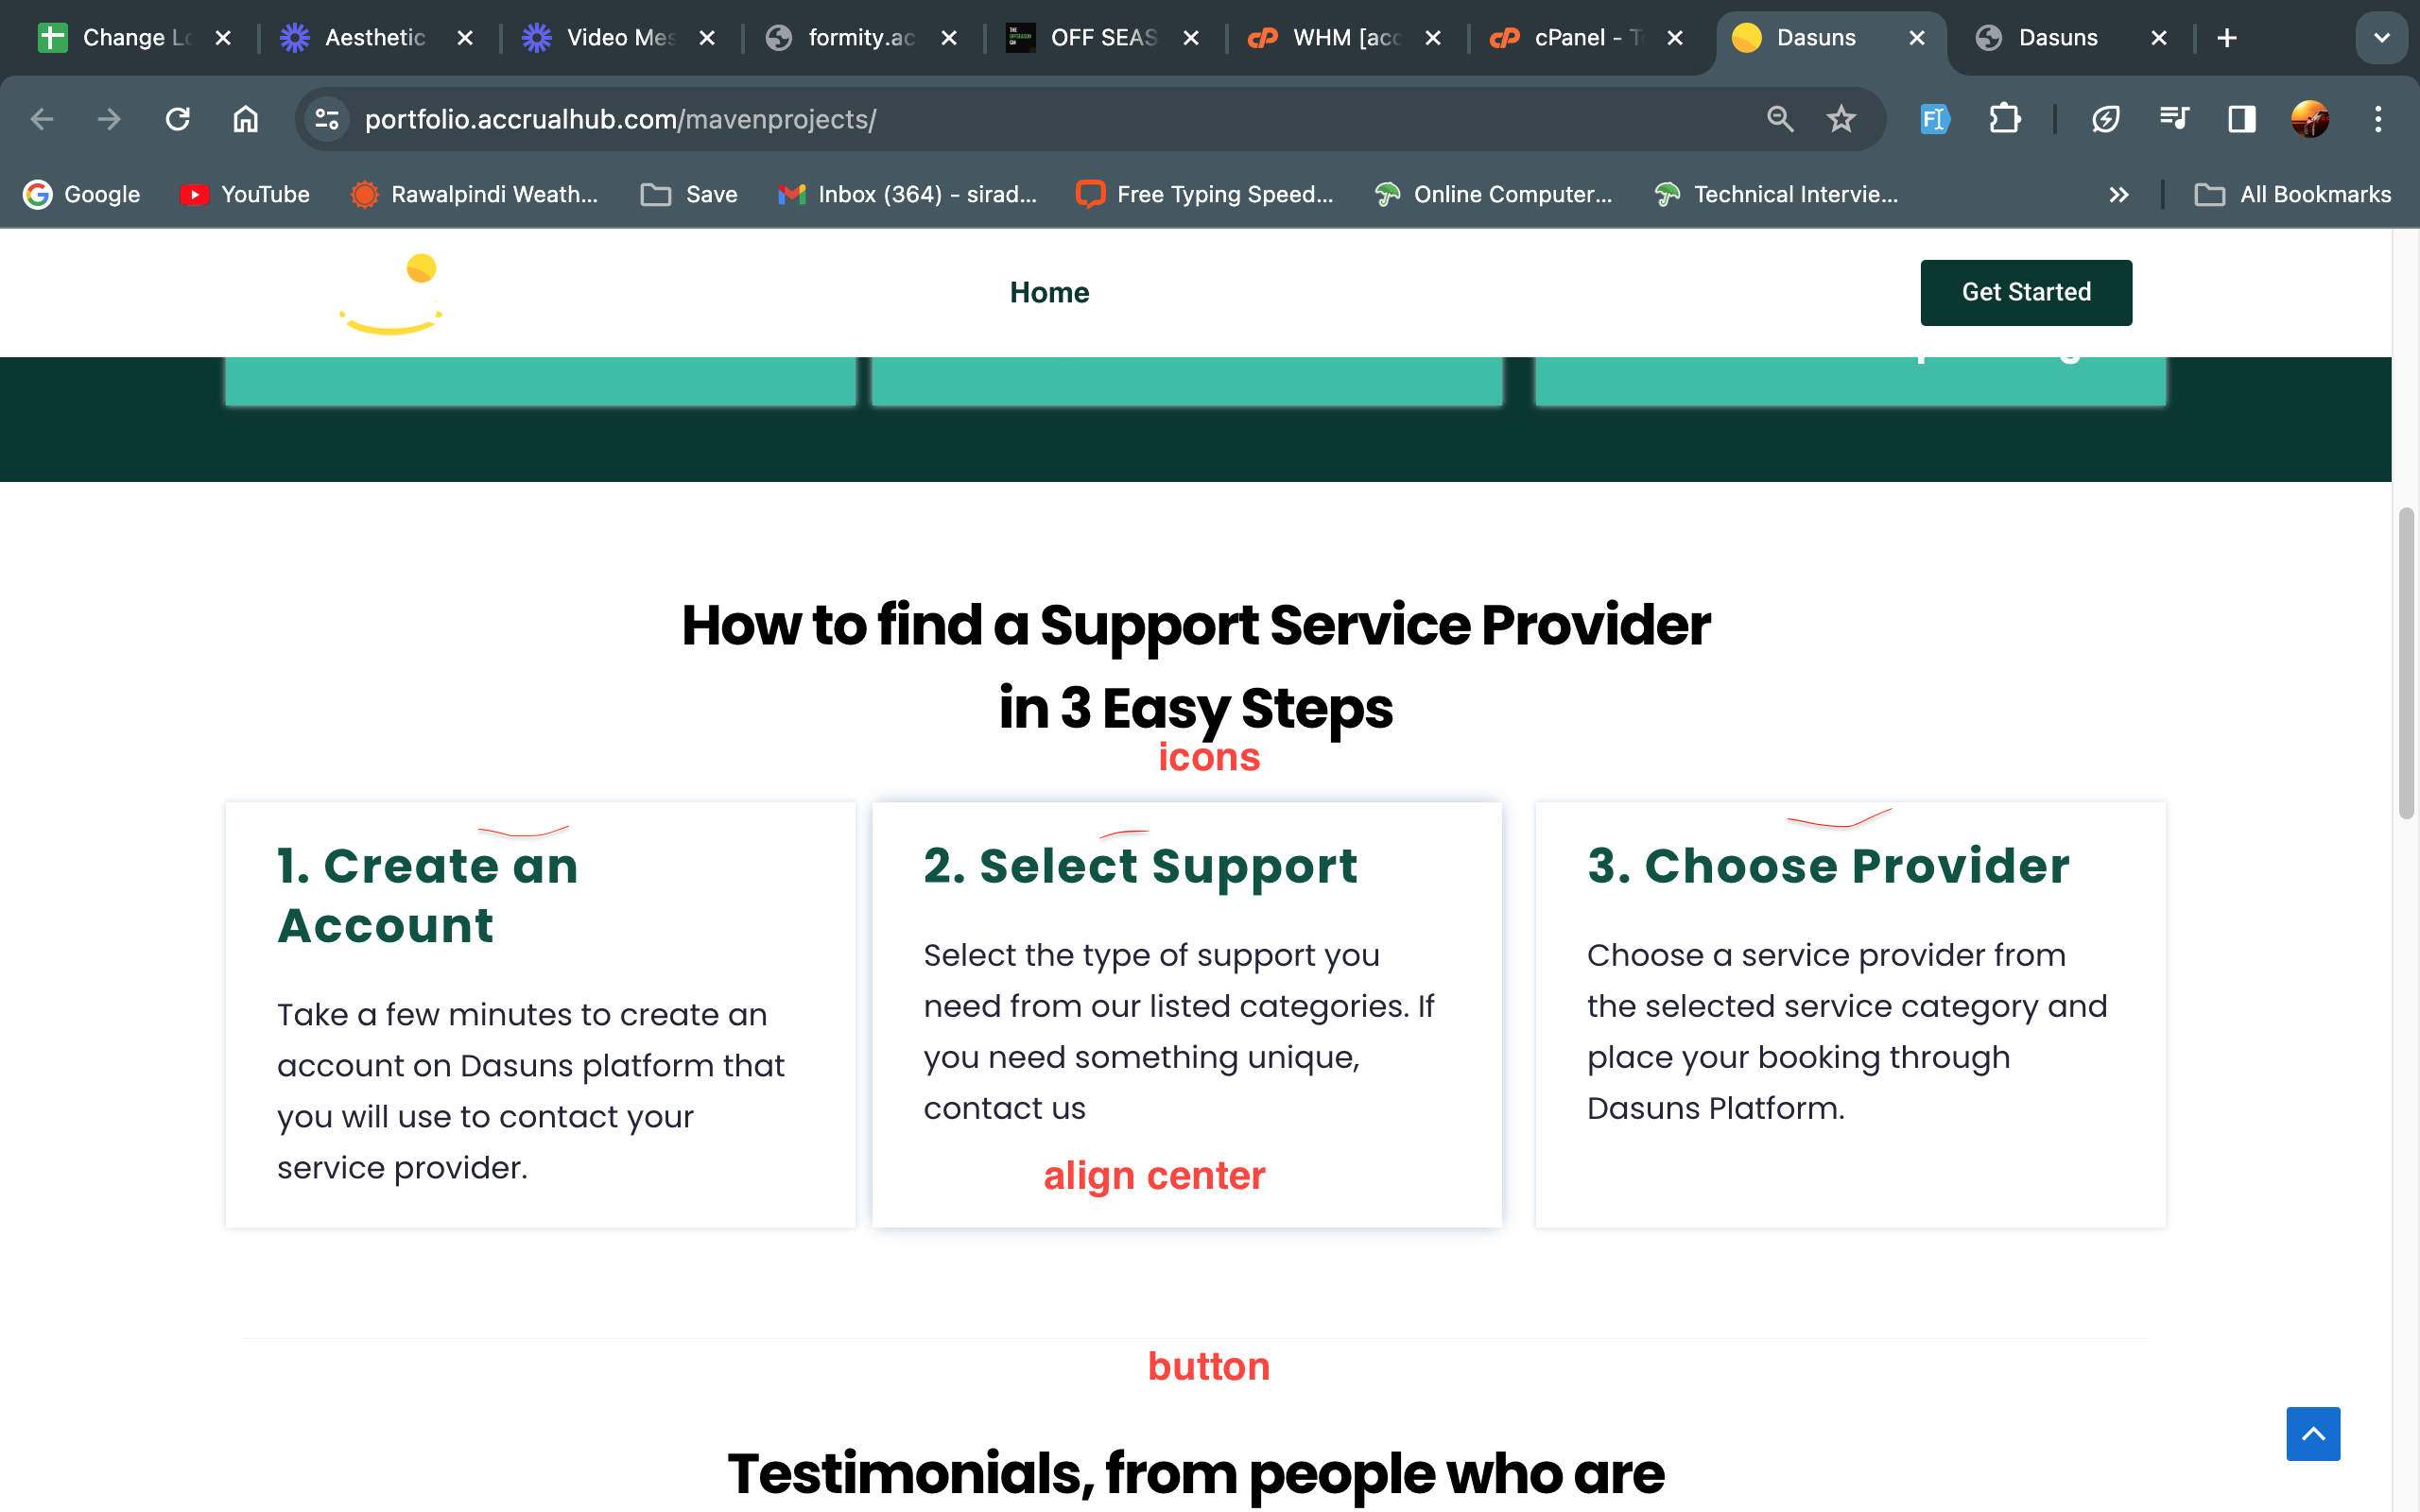 Change Lo
Aesthetic
Video Mes
formity.ac
OFF SEAS
WHM [acc
cPanel - T
Dasuns
Dasuns
portfolio.accrualhub.com/mavenprojects/
Google
YouTube
Rawalpindi Weath...
Save
Inbox (364) - sirad...
Free Typing Speed...
Online Computer...
Technical Intervie...
All Bookmarks
Home
Get Started
How to find a Support Service Provider
in 3 Easy Steps
icons
1. Create an
Account
Take a few minutes to create an
account on Dasuns platform that
you will use to contact your
service provider.
2. Select Support
Select the type of support you
need from our listed categories. If
you need something unique,
contact us
align center
3. Choose Provider
Choose a service provider from
the selected service category and
place your booking through
Dasuns Platform.
button
Testimonials, from people who are